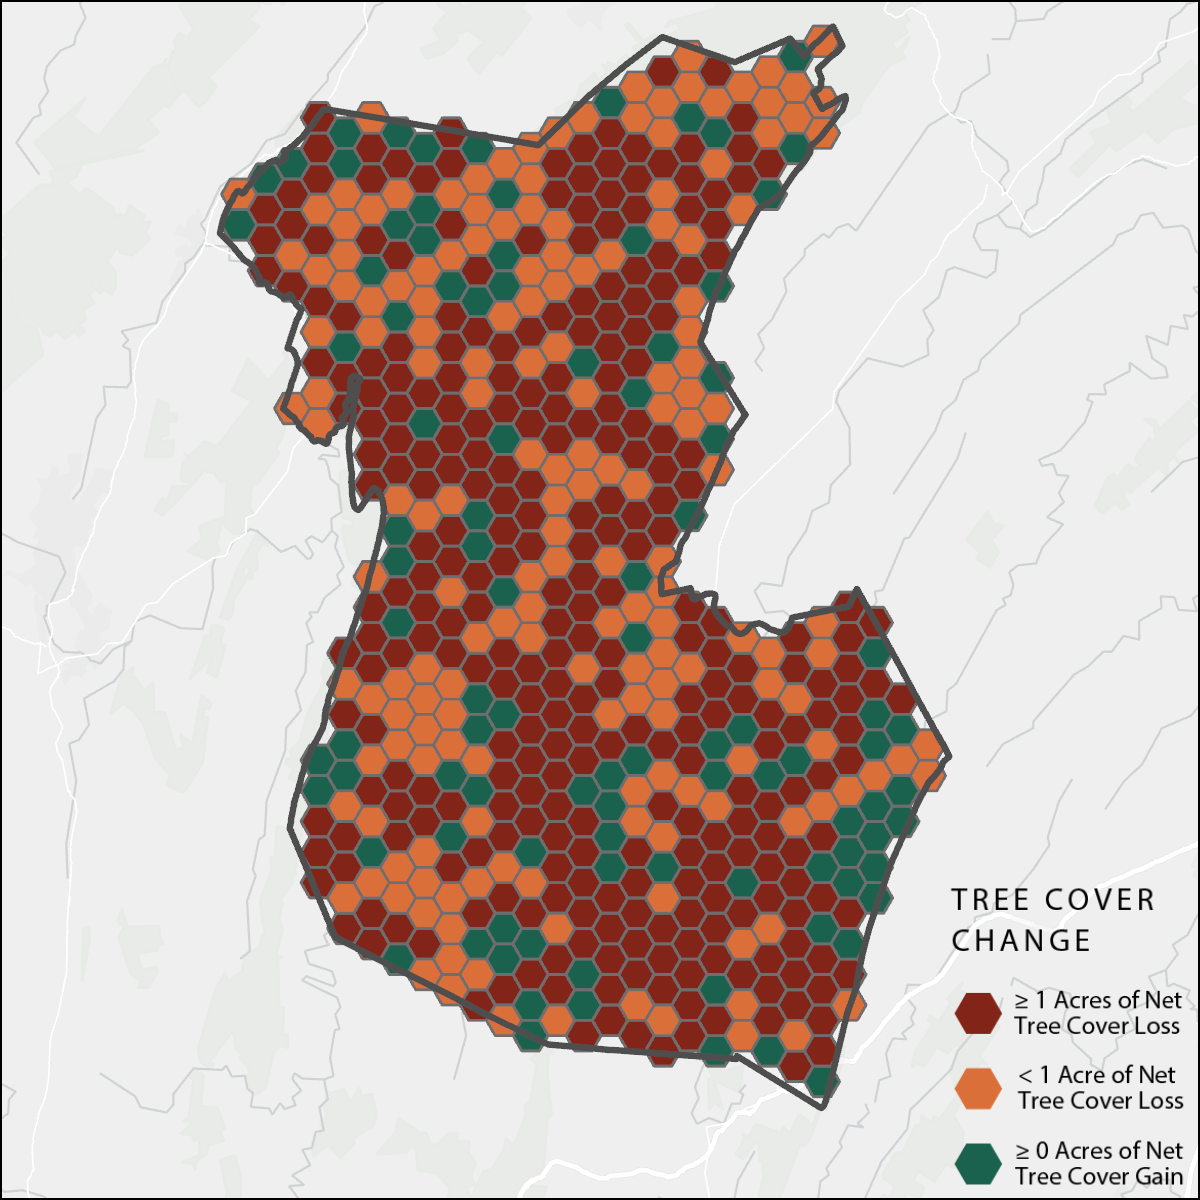 TREE COVER
CHANGE
≥ 1 Acres of Net
Tree Cover Loss
< 1 Acre of Net
Tree Cover Loss
≥ 0 Acres of Net
Tree Cover Gain